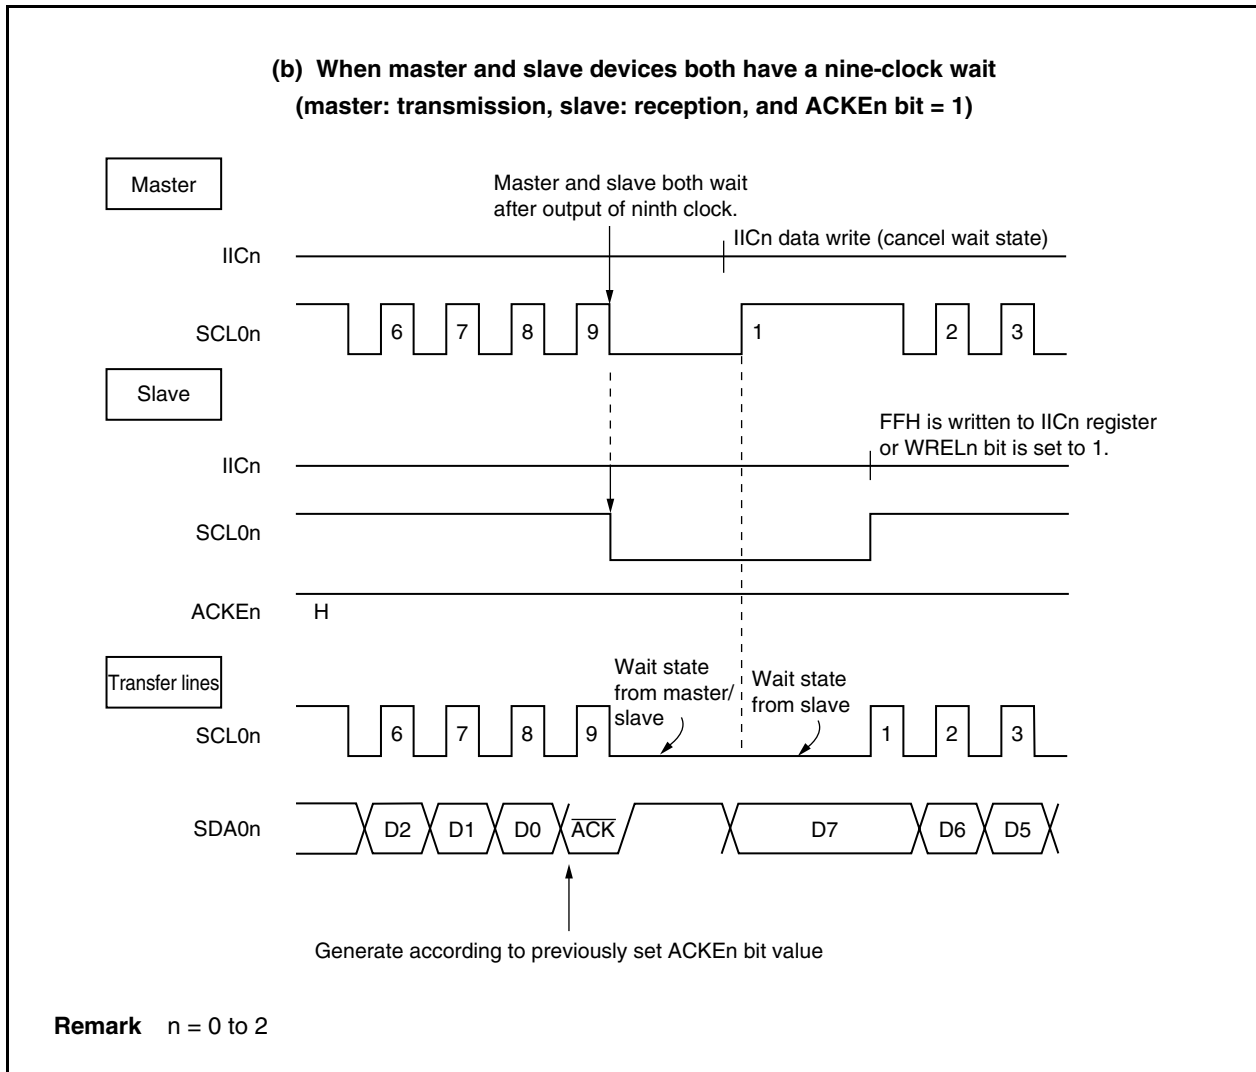 (b) When master and slave devices both have a nine-clock wait
(master: transmission, slave: reception, and ACKEn bit = 1)
Master
Master and slave both wait
after output of ninth clock.
IICn
IICn data write (cancel wait state)
SCL0n
6 7 8 9 1 2 3
Slave
FFH is written to IICn register
or WRELn bit is set to 1.
IICn
SCL0n
ACKEn
H
Transfer lines
Wait state
from master/
slave
Wait state
from slave
SCL0n
6 7 8 9 1 2 3
SDA0n
D2 D1 D0 ACK D7 D6 D5
Generate according to previously set ACKEn bit value
Remark n = 0 to 2